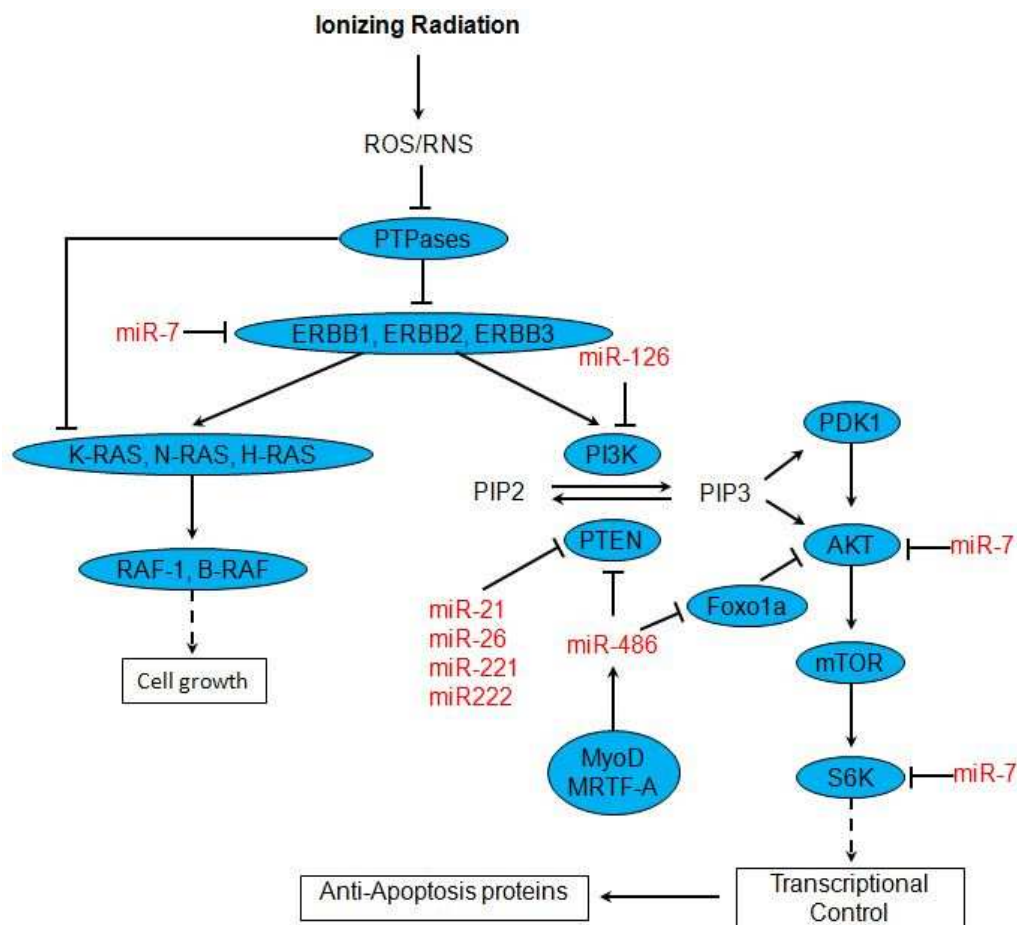 Ionizing Radiation
ROS/RNS
PTPases
miR-7
ERBB1, ERBB2, ERBB3
miR-126
PDK1
K-RAS, N-RAS, H-RAS
PI3K
PIP2
PIP3
PTEN
AKT
miR-7
RAF-1, B-RAF
Foxo1a
miR-21
miR-26
miR-221
miR222
miR-486
mTOR
Cell growth
MyoD
MRTF-A
S6K
miR-7
Anti-Apoptosis proteins
Transcriptional
Control